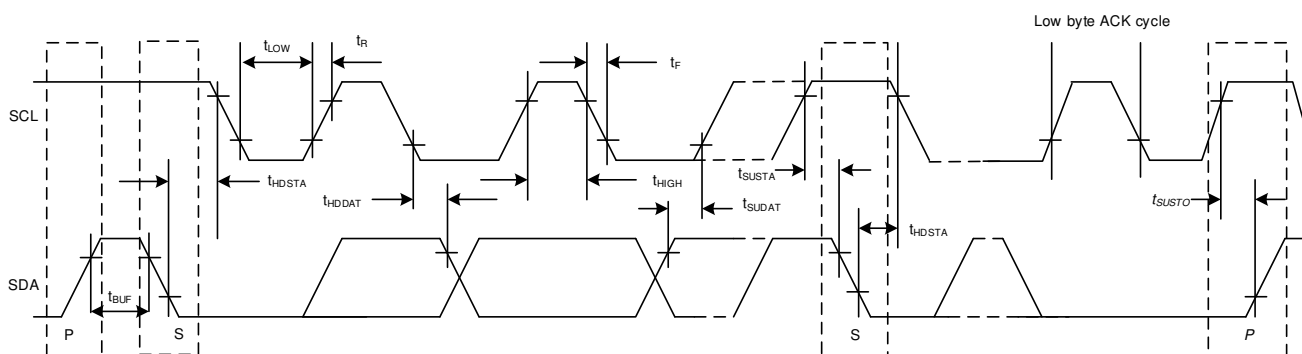 Low byte ACK cycle
tLOW
tR
tF
SCL
tHDSTA
tHDDAT
tHIGH
tSUDAT
tSUSTA
tHDSTA
tSUSTO
SDA
tBUF
P
S
S
P